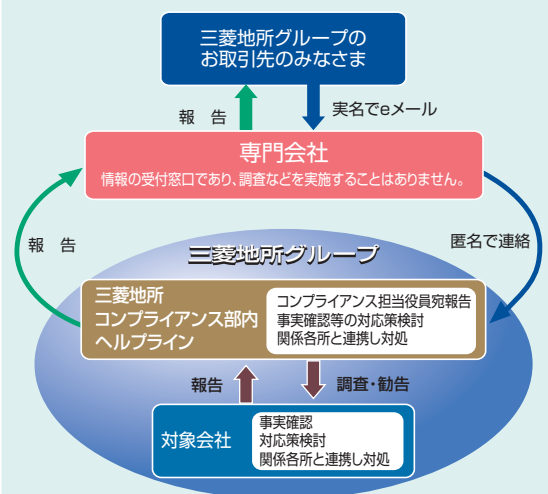 三菱地所グループの
お取引先のみなさま
報　告
実名でeメール
専門会社
情報の受付窓口であり、調査などを実施することはありません。
報　告
匿名で連絡
三菱地所グループ
三菱地所
コンプライアンス部内
ヘルプライン
コンプライアンス担当役員宛報告
事実確認等の対応策検討
関係各所と連携し対処
報告
調査・勧告
対象会社
事実確認
対応策検討
関係各所と連携し対処